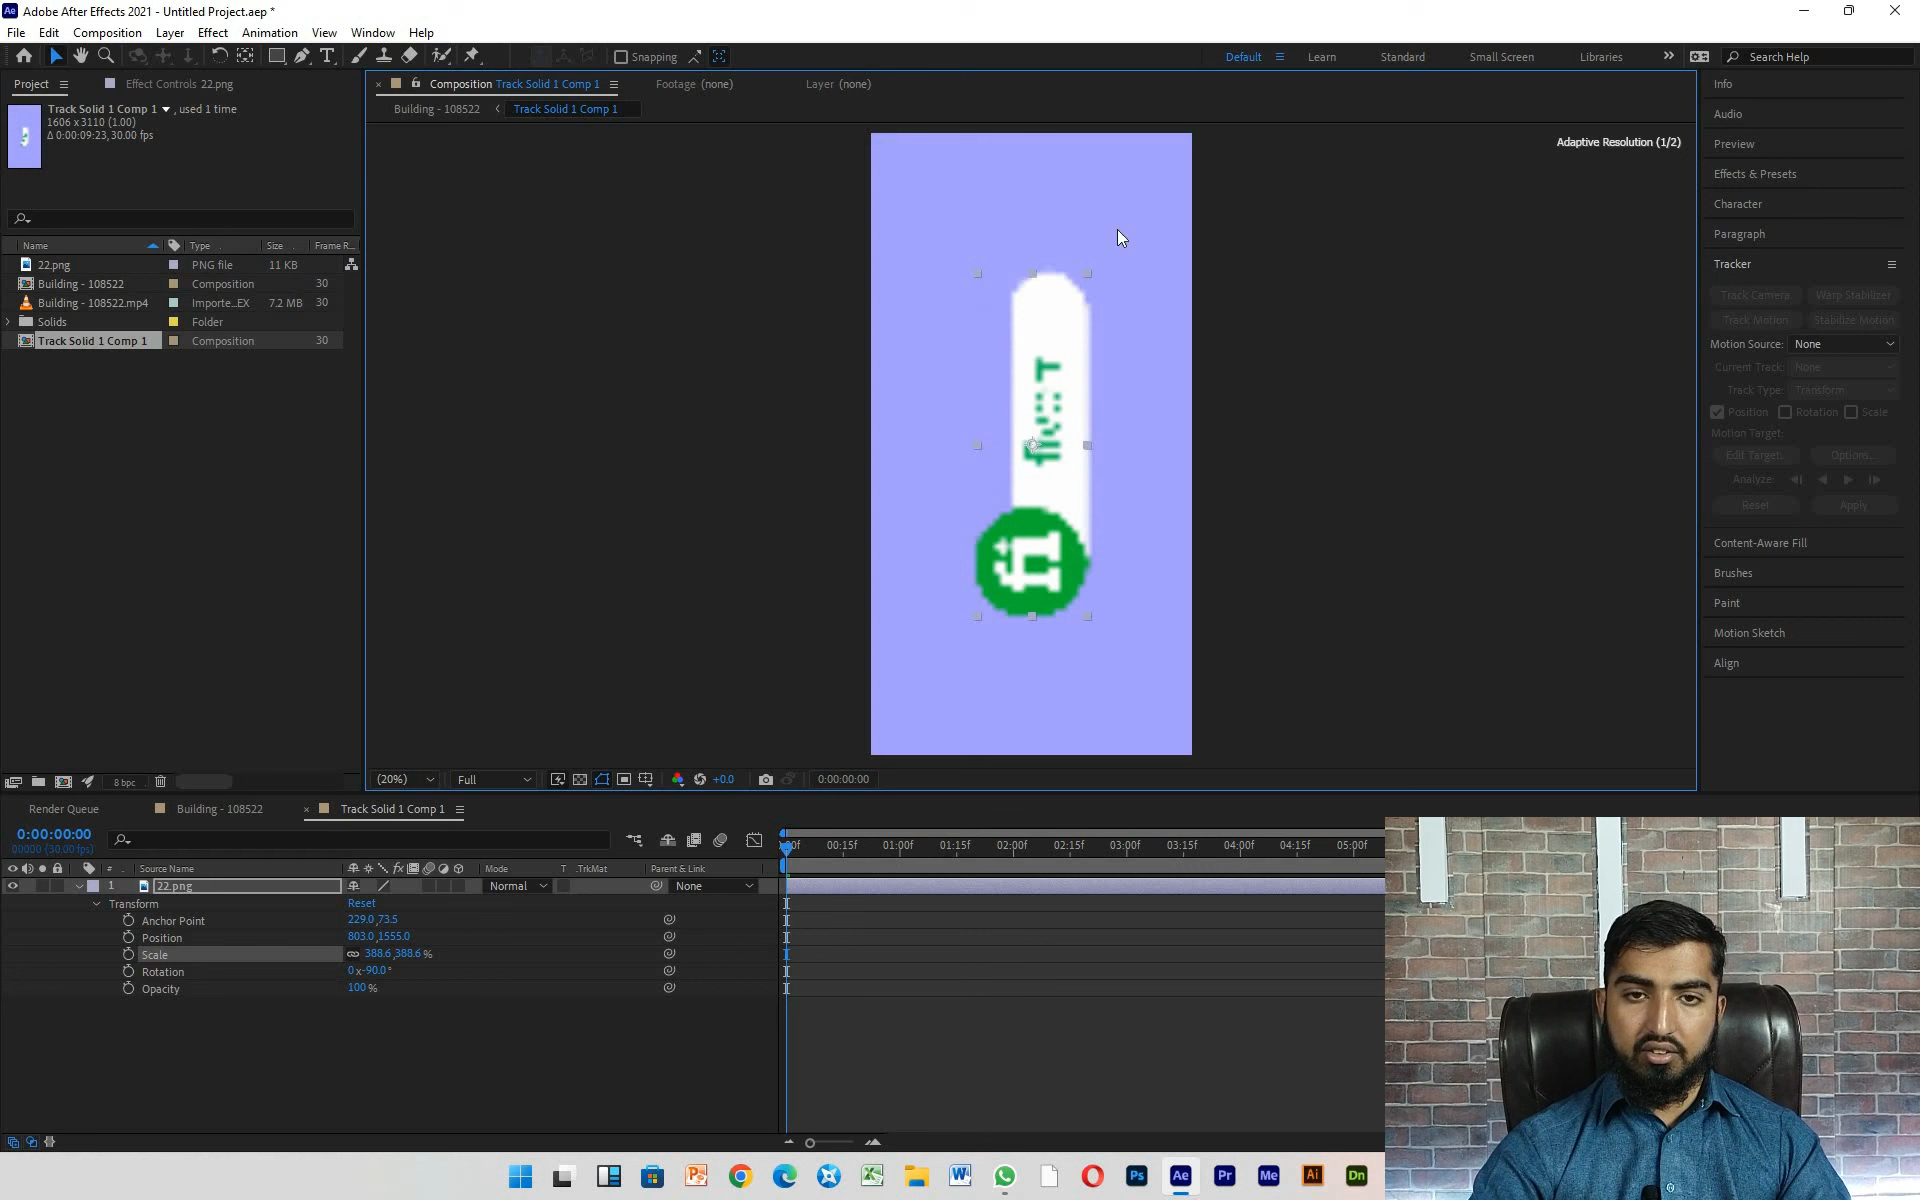 Ae Adobe After Effects 2021 - Untitled Project.aep *
File Edit Composition Layer Effect Animation View Window Help
Snapping Default Learn Standard Small Screen Libraries Search Help
Project Effect Controls 22.png
Track Solid 1 Comp 1 , used 1 time
1606 x 3110 (1.00)
Δ 0:00:09:23, 30.00 fps
Name Type Size Frame R...
22.png PNG file 11 KB
Building - 108522 Composition 30
Building - 108522.mp4 Importe...EX 7.2 MB 30
Solids Folder
Track Solid 1 Comp 1 Composition 30
8 bpc
Composition Track Solid 1 Comp 1 Footage (none) Layer (none)
Building - 108522 Track Solid 1 Comp 1
Adaptive Resolution (1/2)
fiverr
fi
(20%) Full +0.0 0:00:00:00
Info
Audio
Preview
Effects & Presets
Character
Paragraph
Tracker
Track Camera Warp Stabilizer
Track Motion Stabilize Motion
Motion Source: None
Current Track: None
Track Type: Transform
Position Rotation Scale
Motion Target:
Edit Target... Options...
Analyze:
Reset Apply
Content-Aware Fill
Brushes
Paint
Motion Sketch
Align
Render Queue Building - 108522 Track Solid 1 Comp 1
0:00:00:00
00000 (30.00 fps)
:00f 00:15f 01:00f 01:15f 02:00f 02:15f 03:00f 03:15f 04:00f 04:15f 05:00f
# Source Name Mode T .TrkMat Parent & Link
1 22.png Normal None
Transform Reset
Anchor Point 229.0,73.5
Position 803.0,1555.0
Scale 388.6,388.6 %
Rotation 0 x-90.0 °
Opacity 100 %
Ps Ae Pr Me Ai Dn